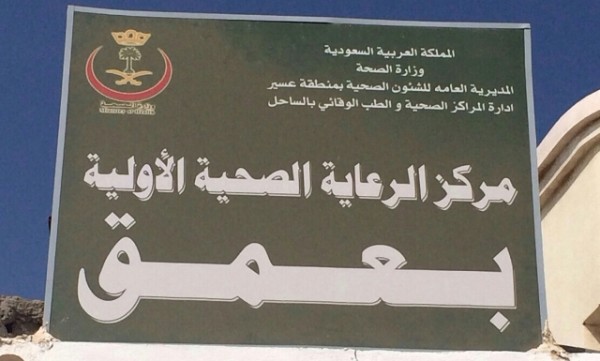 المملكة العربية السعودية
وزارة الصحة
المديرية العامه للشئون الصحية بمنطقة عسير
ادارة المراكز الصحية و الطب الوقائي بالساحل
مركز الرعاية الصحية الأولية
بعمق